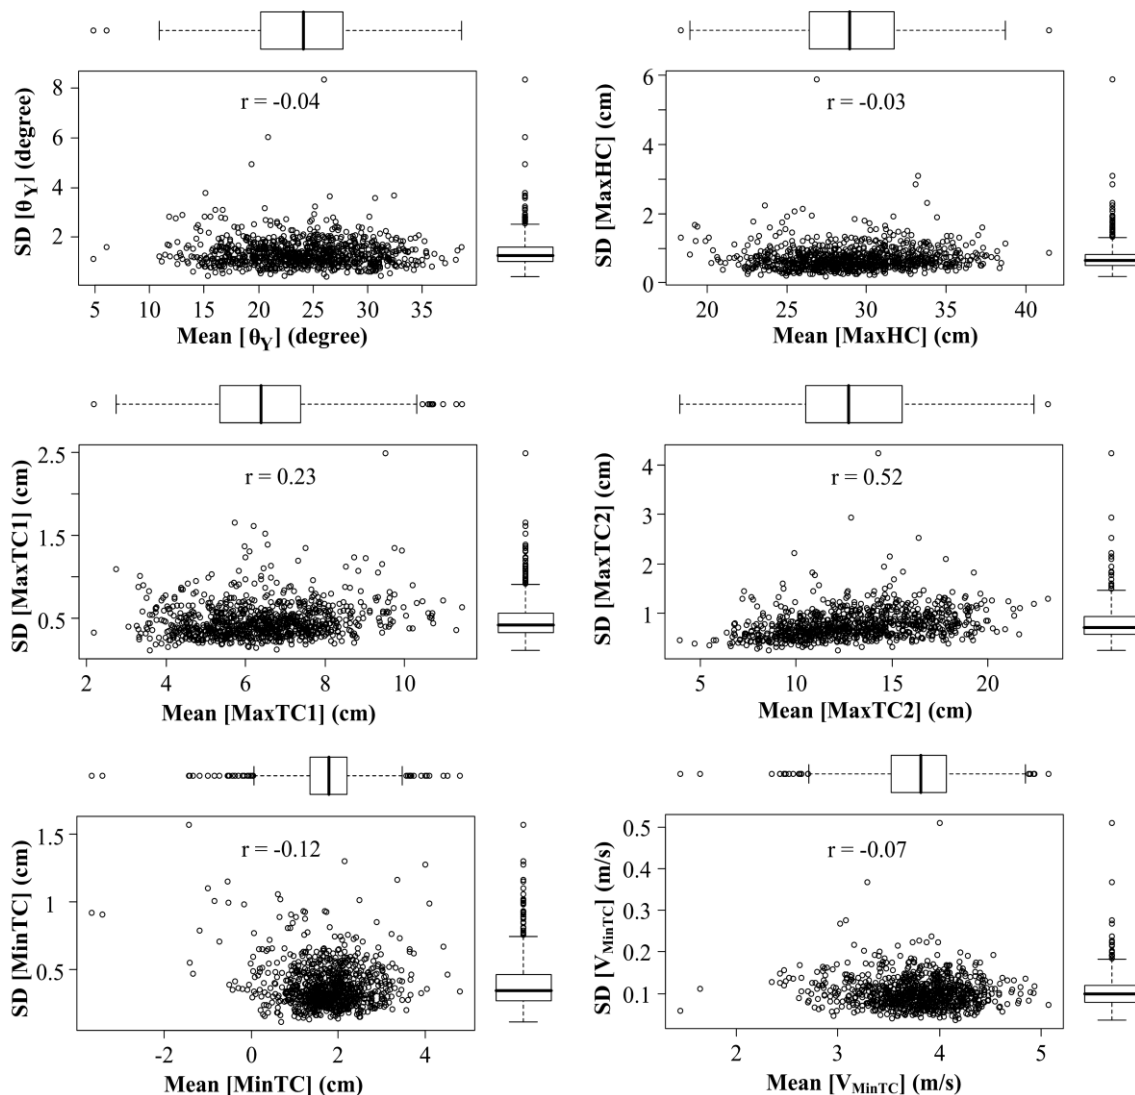 r = -0.04
SD [θY] (degree)
8
6
4
2
5 10 15 20 25 30 35
Mean [θY] (degree)
r = -0.03
SD [MaxHC] (cm)
6
4
2
0
20 25 30 35 40
Mean [MaxHC] (cm)
r = 0.23
SD [MaxTC1] (cm)
2.5
1.5
0.5
2 4 6 8 10
Mean [MaxTC1] (cm)
r = 0.52
SD [MaxTC2] (cm)
4
3
2
1
5 10 15 20
Mean [MaxTC2] (cm)
r = -0.12
SD [MinTC] (cm)
1.5
1
0.5
-2 0 2 4
Mean [MinTC] (cm)
r = -0.07
SD [VMinTC] (m/s)
0.5
0.4
0.3
0.2
0.1
2 3 4 5
Mean [VMinTC] (m/s)